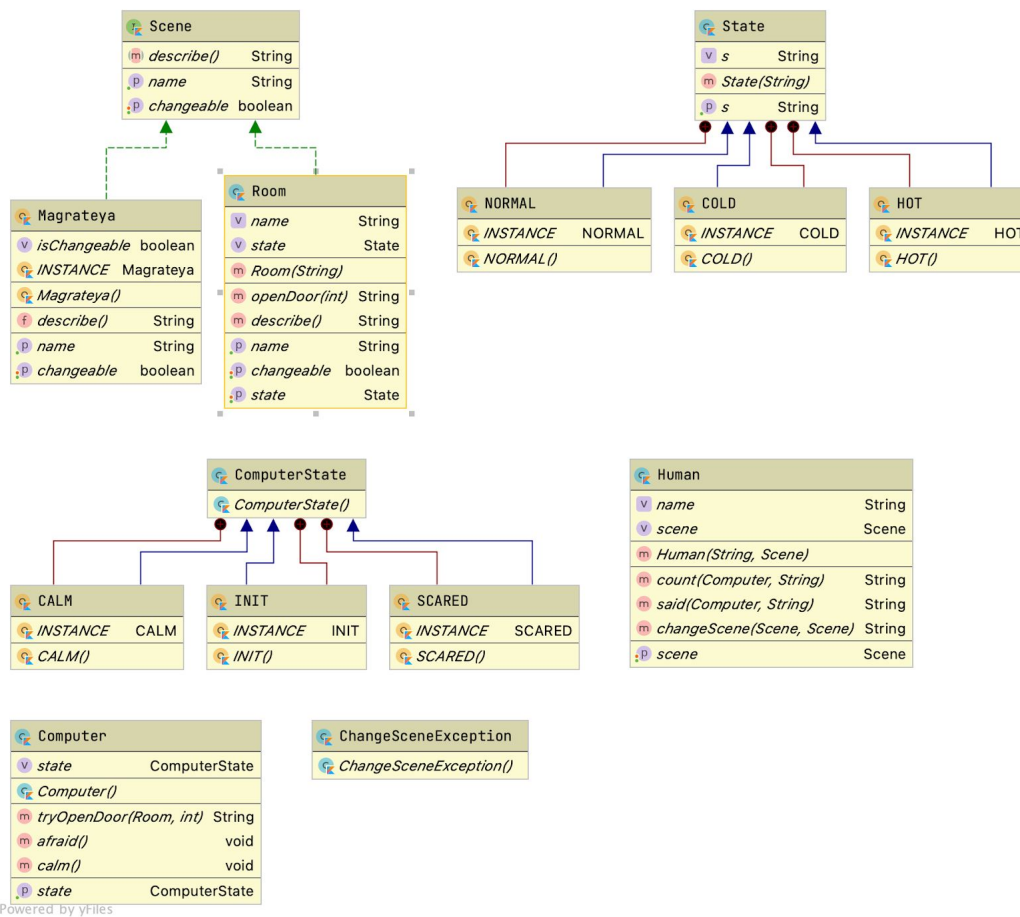 Scene
describe() String
name String
changeable boolean
State
s String
State(String)
s String
Magrateya
isChangeable boolean
INSTANCE Magrateya
Magrateya()
describe() String
name String
changeable boolean
Room
name String
state State
Room(String)
openDoor(int) String
describe() String
name String
changeable boolean
state State
NORMAL
INSTANCE NORMAL
NORMAL()
COLD
INSTANCE COLD
COLD()
HOT
INSTANCE HOT
HOT()
ComputerState
ComputerState()
CALM
INSTANCE CALM
CALM()
INIT
INSTANCE INIT
INIT()
SCARED
INSTANCE SCARED
SCARED()
Human
name String
scene Scene
Human(String, Scene)
count(Computer, String) String
said(Computer, String) String
changeScene(Scene, Scene) String
scene Scene
Computer
state ComputerState
Computer()
tryOpenDoor(Room, int) String
afraid() void
calm() void
state ComputerState
ChangeSceneException
ChangeSceneException()
Powered by yFiles